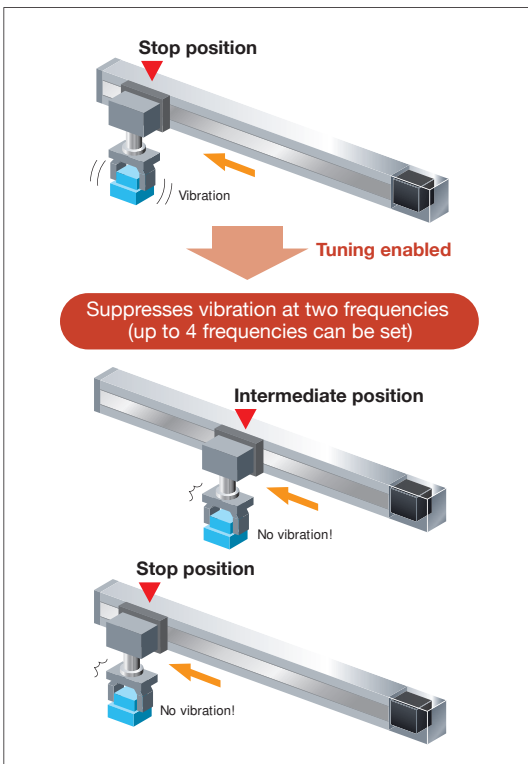 Stop position
Vibration
Tuning enabled
Suppresses vibration at two frequencies
(up to 4 frequencies can be set)
Intermediate position
No vibration!
Stop position
No vibration!